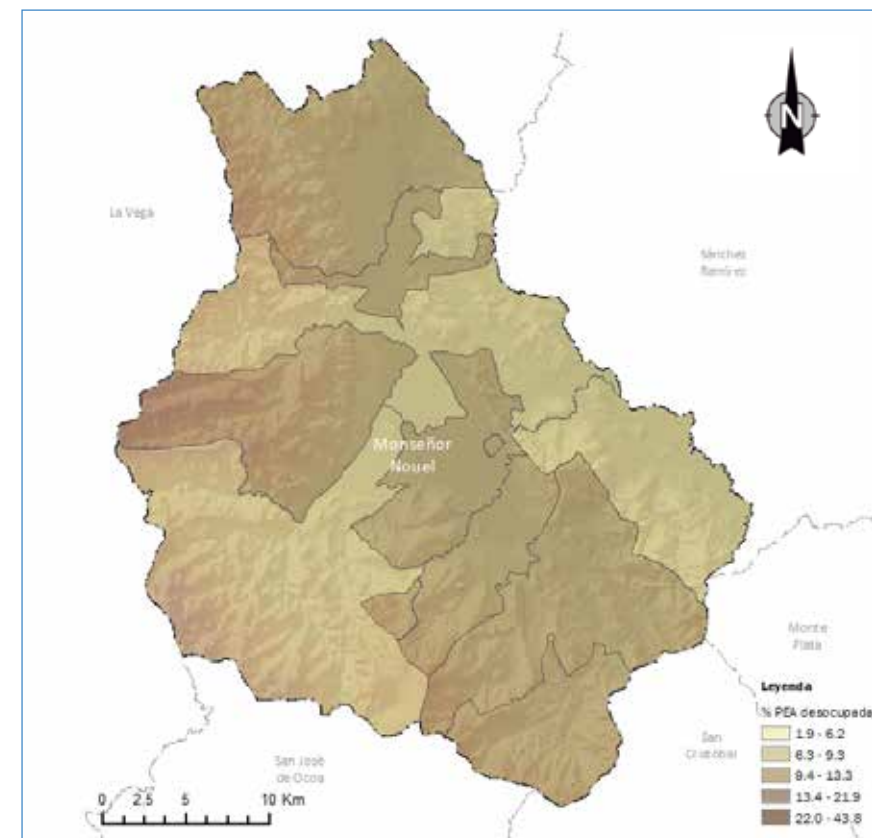 N
La Vega
Sánchez
Ramírez
Monseñor
Nouel
Monte
Plata
San
Cristóbal
San José
de Ocoa
0 2.5 5 10 Km
Leyenda
% PEA desocupada
1.9 - 6.2
6.3 - 9.3
9.4 - 13.3
13.4 - 21.9
22.0 - 43.8